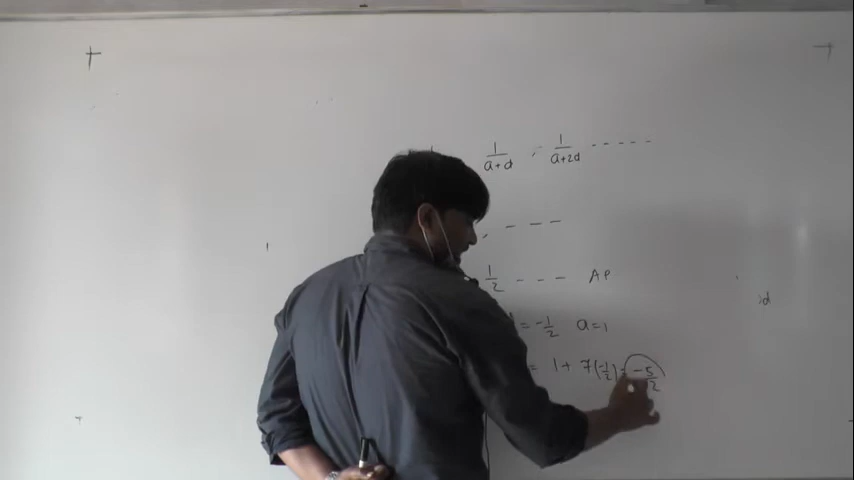 1/(a+d) , 1/(a+2d) -----
, ----
1/2 --- AP
= -1/2 a=1
= 1+ 7(-1/2) = -5/2